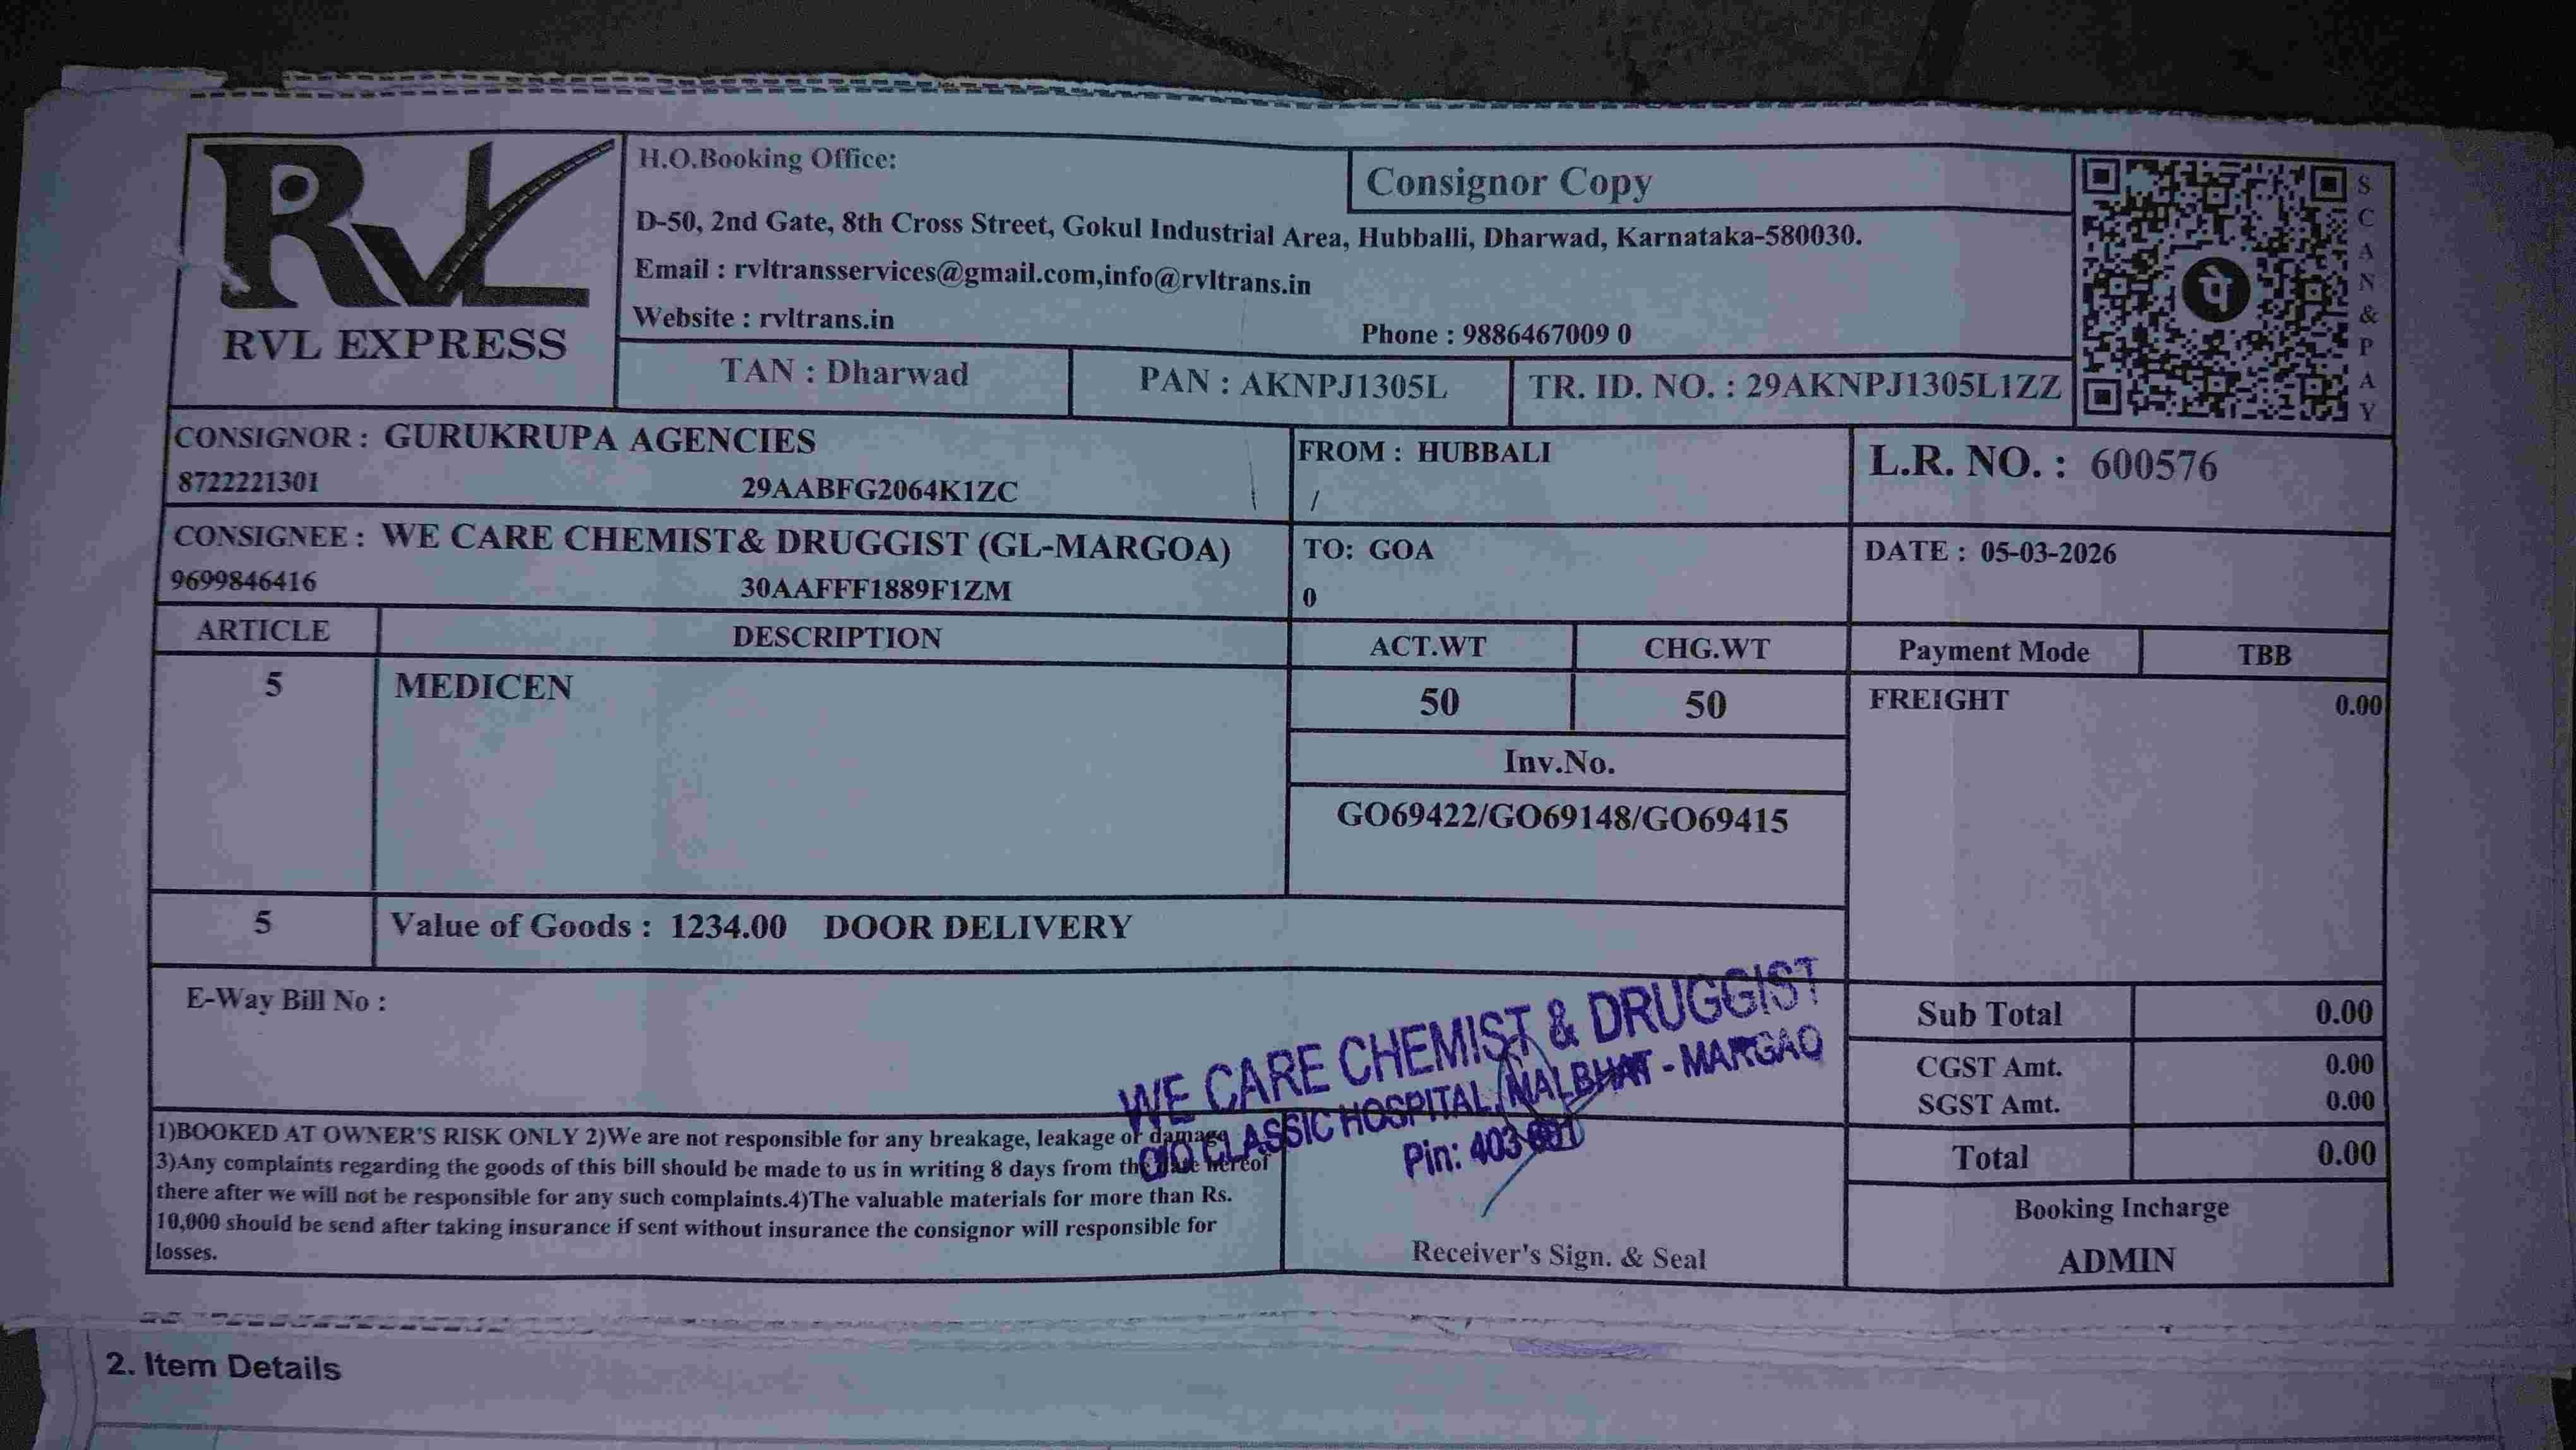 RVL
RVL EXPRESS
H.O.Booking Office:
Consignor Copy
D-50, 2nd Gate, 8th Cross Street, Gokul Industrial Area, Hubballi, Dharwad, Karnataka-580030.
Email : rvltransservices@gmail.com,info@rvltrans.in
Website : rvltrans.in
Phone : 9886467009 0
TAN : Dharwad
PAN : AKNPJ1305L
TR. ID. NO. : 29AKNPJ1305L1ZZ
पे
SCAN&PAY
CONSIGNOR : GURUKRUPA AGENCIES
8722221301 29AABFG2064K1ZC
FROM : HUBBALI
/
L.R. NO. : 600576
CONSIGNEE : WE CARE CHEMIST& DRUGGIST (GL-MARGOA)
9699846416 30AAFFF1889F1ZM
TO: GOA
0
DATE : 05-03-2026
ARTICLE DESCRIPTION ACT.WT CHG.WT Payment Mode TBB
5 MEDICEN 50 50 FREIGHT 0.00
Inv.No.
GO69422/GO69148/GO69415
5 Value of Goods : 1234.00 DOOR DELIVERY
E-Way Bill No :
Sub Total 0.00
CGST Amt. 0.00
SGST Amt. 0.00
Total 0.00
WE CARE CHEMIST & DRUGGIST
C/O CLASSIC HOSPITAL, MALBHAT - MARGAO
Pin: 403
1)BOOKED AT OWNER'S RISK ONLY 2)We are not responsible for any breakage, leakage or damage
3)Any complaints regarding the goods of this bill should be made to us in writing 8 days from the date hereof
there after we will not be responsible for any such complaints.4)The valuable materials for more than Rs.
10,000 should be send after taking insurance if sent without insurance the consignor will responsible for
losses.
Receiver's Sign. & Seal
Booking Incharge
ADMIN
2. Item Details